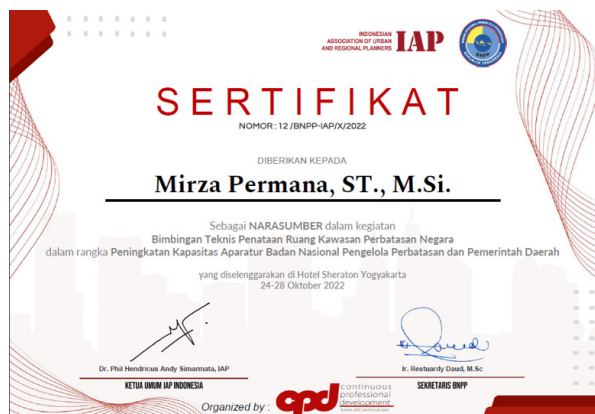 INDONESIAN
ASSOCIATION OF URBAN
AND REGIONAL PLANNERS
IAP
BNPP
SERTIFIKAT
NOMOR : 12 /BNPP-IAP/X/2022
DIBERIKAN KEPADA
Mirza Permana, ST., M.Si.
Sebagai NARASUMBER dalam kegiatan
Bimbingan Teknis Penataan Ruang Kawasan Perbatasan Negara
dalam rangka Peningkatan Kapasitas Aparatur Badan Nasional Pengelola Perbatasan dan Pemerintah Daerah
yang diselenggarakan di Hotel Sheraton Yogyakarta
24-28 Oktober 2022
Dr. Phil Hendricus Andy Simarmata, IAP
KETUA UMUM IAP INDONESIA
Ir. Restuardy Daud, M.Sc
SEKRETARIS BNPP
Organized by :
cpd
continuous
professional
development